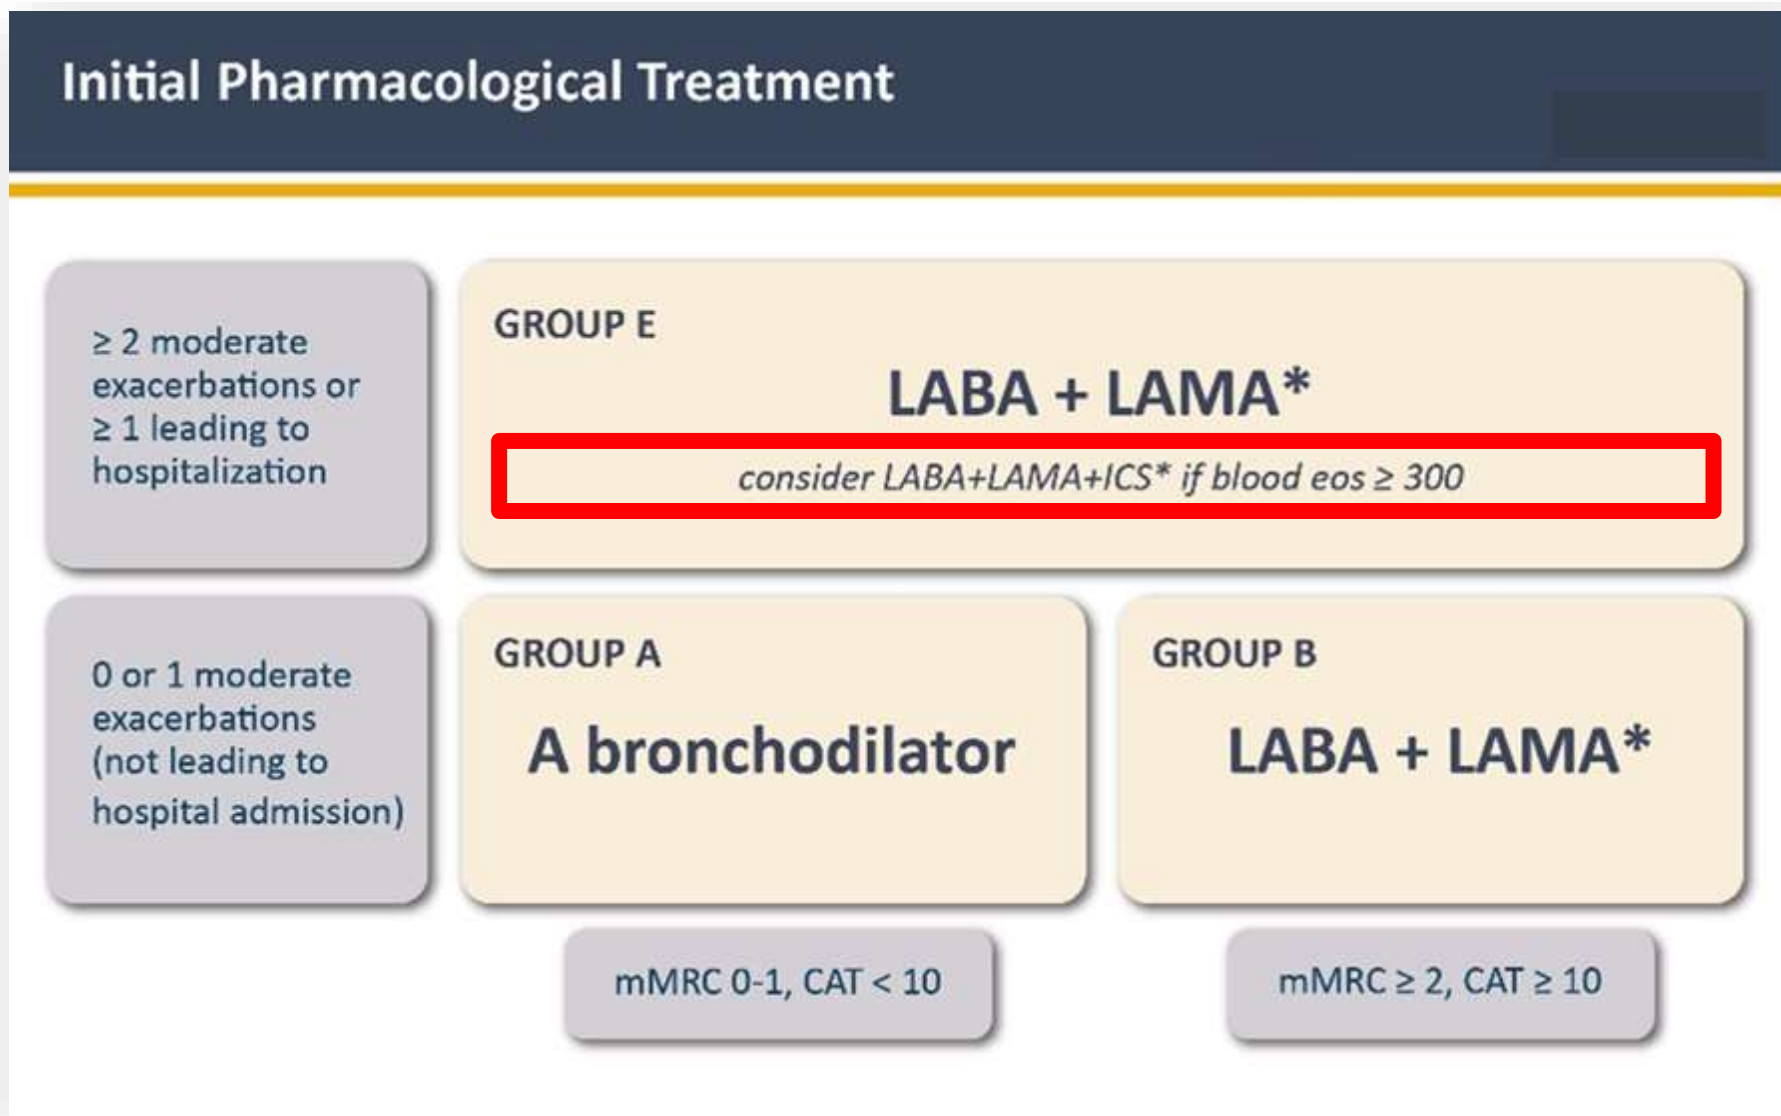 Initial Pharmacological Treatment
≥ 2 moderate
exacerbations or
≥ 1 leading to
hospitalization
GROUP E
LABA + LAMA*
consider LABA+LAMA+ICS* if blood eos ≥ 300
0 or 1 moderate
exacerbations
(not leading to
hospital admission)
GROUP A
A bronchodilator
GROUP B
LABA + LAMA*
mMRC 0-1, CAT < 10
mMRC ≥ 2, CAT ≥ 10